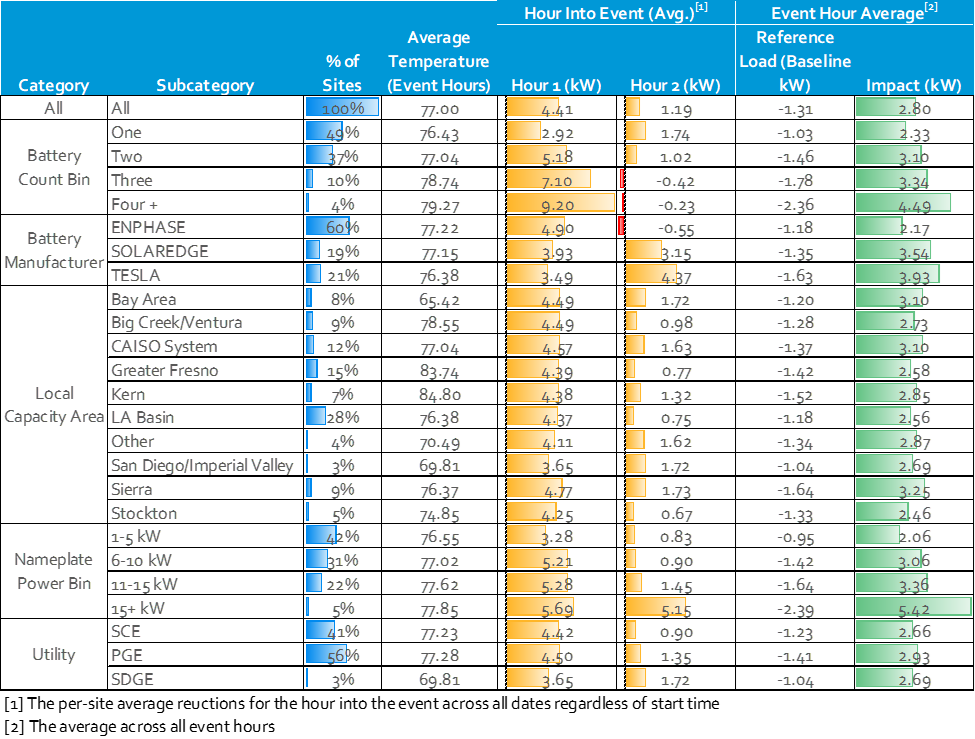 Hour Into Event (Avg.)[1] Event Hour Average[2]
Category Subcategory % of Sites Average Temperature (Event Hours) Hour 1 (kW) Hour 2 (kW) Reference Load (Baseline kW) Impact (kW)
All All 100% 77.00 4.41 1.19 -1.31 2.80
Battery Count Bin
One 49% 76.43 2.92 1.74 -1.03 2.33
Two 37% 77.04 5.18 1.02 -1.46 3.10
Three 10% 78.74 7.10 -0.42 -1.78 3.34
Four + 4% 79.27 9.20 -0.23 -2.36 4.49
Battery Manufacturer
ENPHASE 60% 77.22 4.90 -0.55 -1.18 2.17
SOLAREDGE 19% 77.15 3.93 3.15 -1.35 3.54
TESLA 21% 76.38 3.49 4.37 -1.63 3.93
Local Capacity Area
Bay Area 8% 65.42 4.49 1.72 -1.20 3.10
Big Creek/Ventura 9% 78.55 4.49 0.98 -1.28 2.73
CAISO System 12% 77.04 4.57 1.63 -1.37 3.10
Greater Fresno 15% 83.74 4.39 0.77 -1.42 2.58
Kern 7% 84.80 4.38 1.32 -1.52 2.85
LA Basin 28% 76.38 4.37 0.75 -1.18 2.56
Other 4% 70.49 4.11 1.62 -1.34 2.87
San Diego/Imperial Valley 3% 69.81 3.65 1.72 -1.04 2.69
Sierra 9% 76.37 4.77 1.73 -1.64 3.25
Stockton 5% 74.85 4.25 0.67 -1.33 2.46
Nameplate Power Bin
1-5 kW 42% 76.55 3.28 0.83 -0.95 2.06
6-10 kW 31% 77.02 5.21 0.90 -1.42 3.06
11-15 kW 22% 77.62 5.28 1.45 -1.64 3.36
15+ kW 5% 77.85 5.69 5.15 -2.39 5.42
Utility
SCE 41% 77.23 4.42 0.90 -1.23 2.66
PGE 56% 77.28 4.50 1.35 -1.41 2.93
SDGE 3% 69.81 3.65 1.72 -1.04 2.69
[1] The per-site average reuctions for the hour into the event across all dates regardless of start time
[2] The average across all event hours